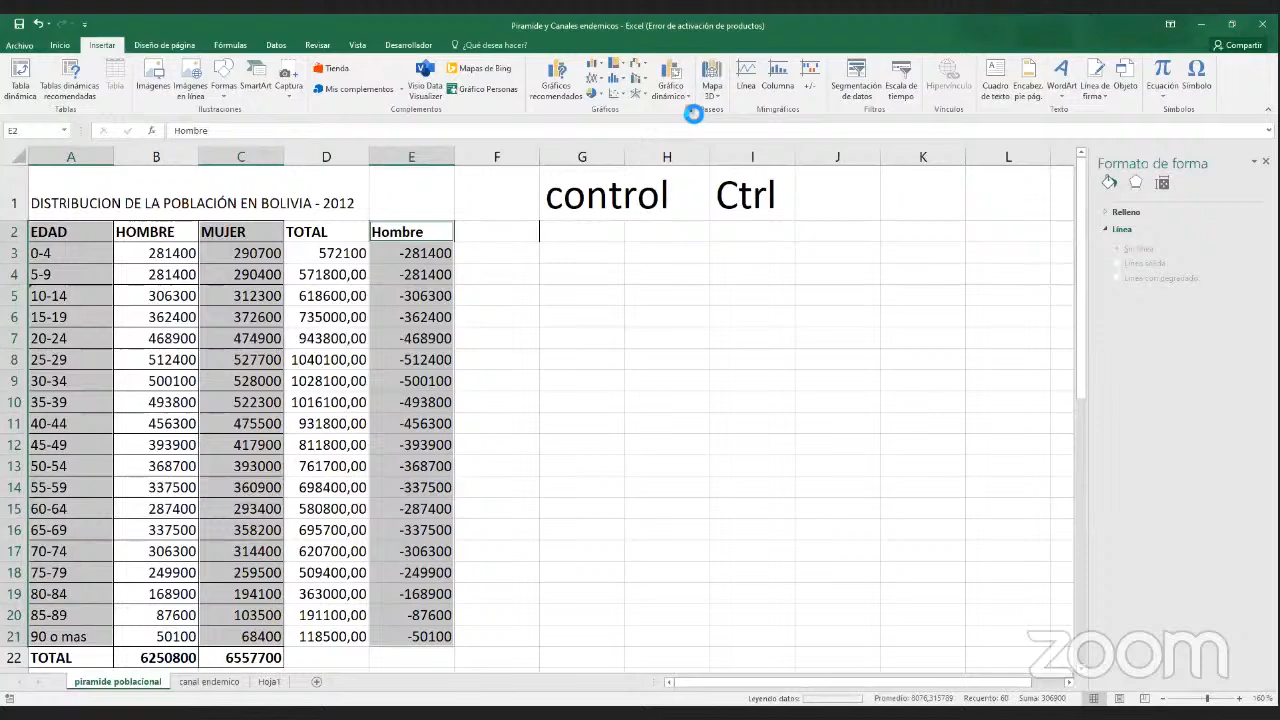 Piramide y Canales endemicos - Excel (Error de activación de productos)
Archivo Inicio Insertar Diseño de página Fórmulas Datos Revisar Vista Desarrollador ¿Qué desea hacer? Compartir
Tabla dinámica
Tablas dinámicas recomendadas
Tabla
Tablas
Imágenes
Imágenes en línea
Formas
SmartArt
Captura
Ilustraciones
Tienda
Mis complementos
Visio Data Visualizer
Mapas de Bing
Gráfico Personas
Complementos
Gráficos recomendados
Gráficos
Gráfico dinámico
Mapa 3D
Línea
Columna
+/-
Minigráficos
Segmentación de datos
Escala de tiempo
Filtros
Hipervínculo
Vínculos
Cuadro de texto
Encabez. pie pág.
WordArt
Línea de firma
Objeto
Texto
Ecuación
Símbolo
Símbolos
E2 fx Hombre
A B C D E F G H I J K L
1 DISTRIBUCION DE LA POBLACIÓN EN BOLIVIA - 2012 control Ctrl
2 EDAD HOMBRE MUJER TOTAL Hombre
3 0-4 281400 290700 572100 -281400
4 5-9 281400 290400 571800,00 -281400
5 10-14 306300 312300 618600,00 -306300
6 15-19 362400 372600 735000,00 -362400
7 20-24 468900 474900 943800,00 -468900
8 25-29 512400 527700 1040100,00 -512400
9 30-34 500100 528000 1028100,00 -500100
10 35-39 493800 522300 1016100,00 -493800
11 40-44 456300 475500 931800,00 -456300
12 45-49 393900 417900 811800,00 -393900
13 50-54 368700 393000 761700,00 -368700
14 55-59 337500 360900 698400,00 -337500
15 60-64 287400 293400 580800,00 -287400
16 65-69 337500 358200 695700,00 -337500
17 70-74 306300 314400 620700,00 -306300
18 75-79 249900 259500 509400,00 -249900
19 80-84 168900 194100 363000,00 -168900
20 85-89 87600 103500 191100,00 -87600
21 90 o mas 50100 68400 118500,00 -50100
22 TOTAL 6250800 6557700
Formato de forma
Relleno
Línea
Sin línea
Línea sólida
Línea con degradado
zoom
piramide poblacional canal endemico Hoja1
Leyendo datos: Promedio: 8076,315789 Recuento: 60 Suma: 306900 160 %